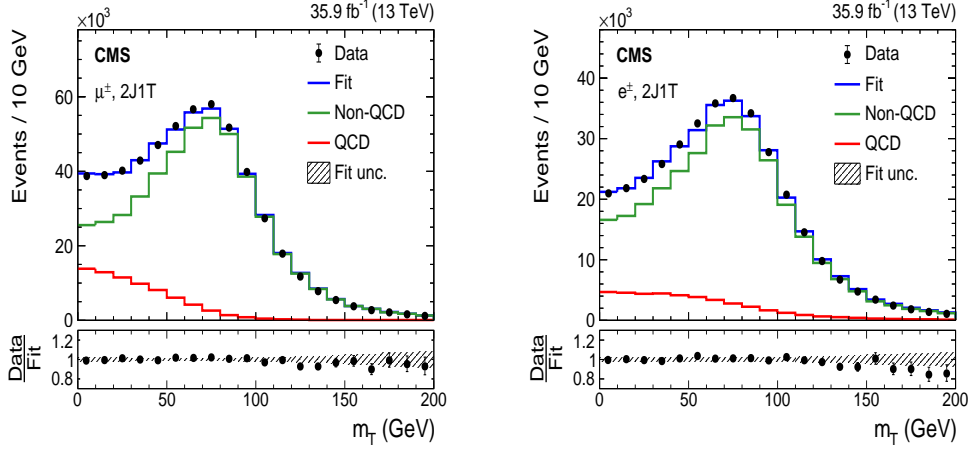 ×10³ 35.9 fb⁻¹ (13 TeV)
Events / 10 GeV
CMS
μ±, 2J1T
Data
Fit
Non-QCD
QCD
Fit unc.
60
40
20
0
Data
Fit
1.2
1
0.8
0 50 100 150 200
m_T (GeV)
×10³ 35.9 fb⁻¹ (13 TeV)
Events / 10 GeV
CMS
e±, 2J1T
Data
Fit
Non-QCD
QCD
Fit unc.
40
20
0
Data
Fit
1.2
1
0.8
0 50 100 150 200
m_T (GeV)